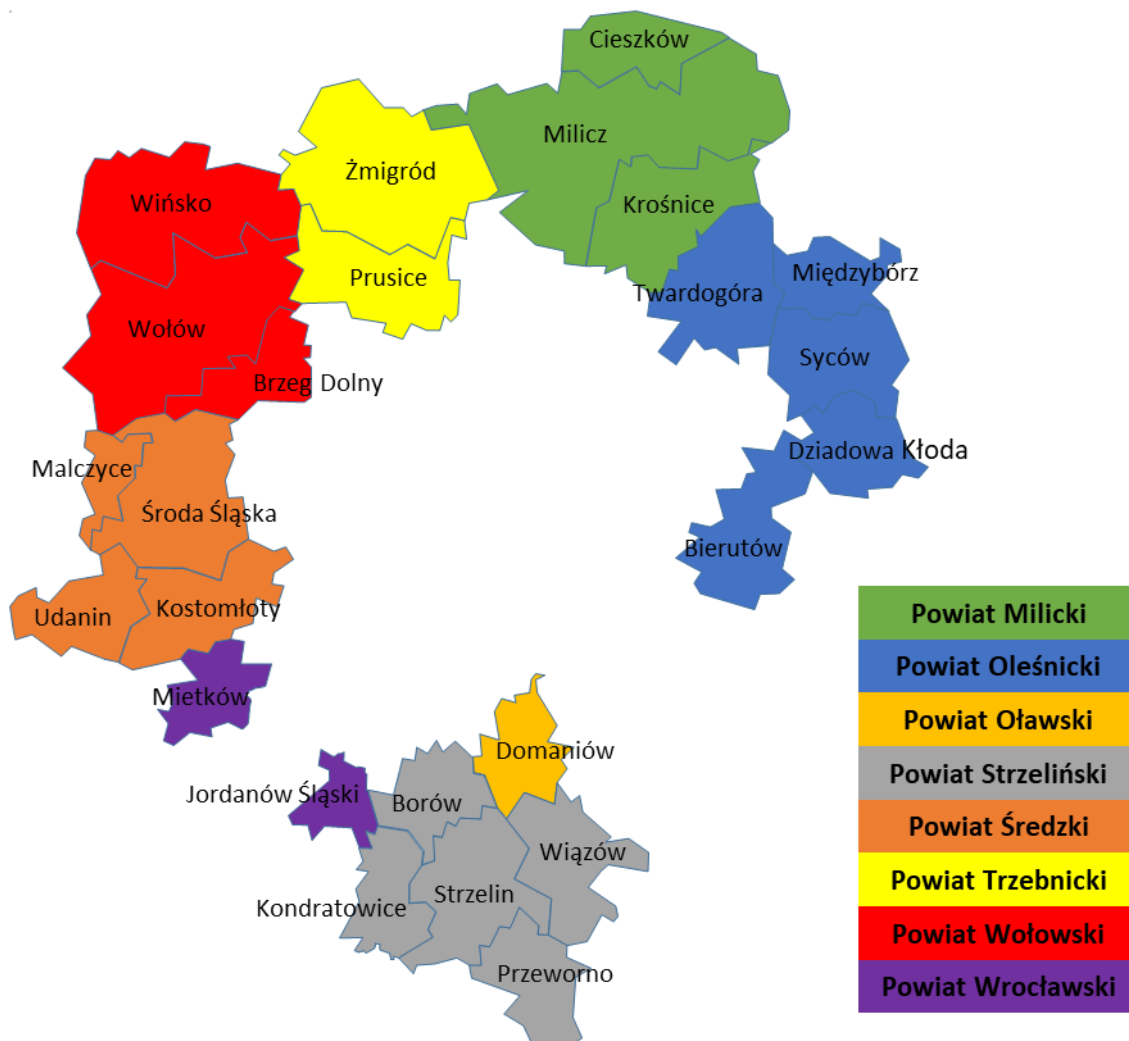 Cieszków
Milicz
Żmigród
Krośnice
Wińsko
Międzybórz
Prusice
Twardogóra
Wołów
Syców
Brzeg Dolny
Dziadowa Kłoda
Malczyce
Środa Śląska
Bierutów
Udanin
Kostomłoty
Mietków
Domaniów
Jordanów Śląski
Borów
Wiązów
Strzelin
Kondratowice
Przeworno
Powiat Milicki
Powiat Oleśnicki
Powiat Oławski
Powiat Strzeliński
Powiat Średzki
Powiat Trzebnicki
Powiat Wołowski
Powiat Wrocławski